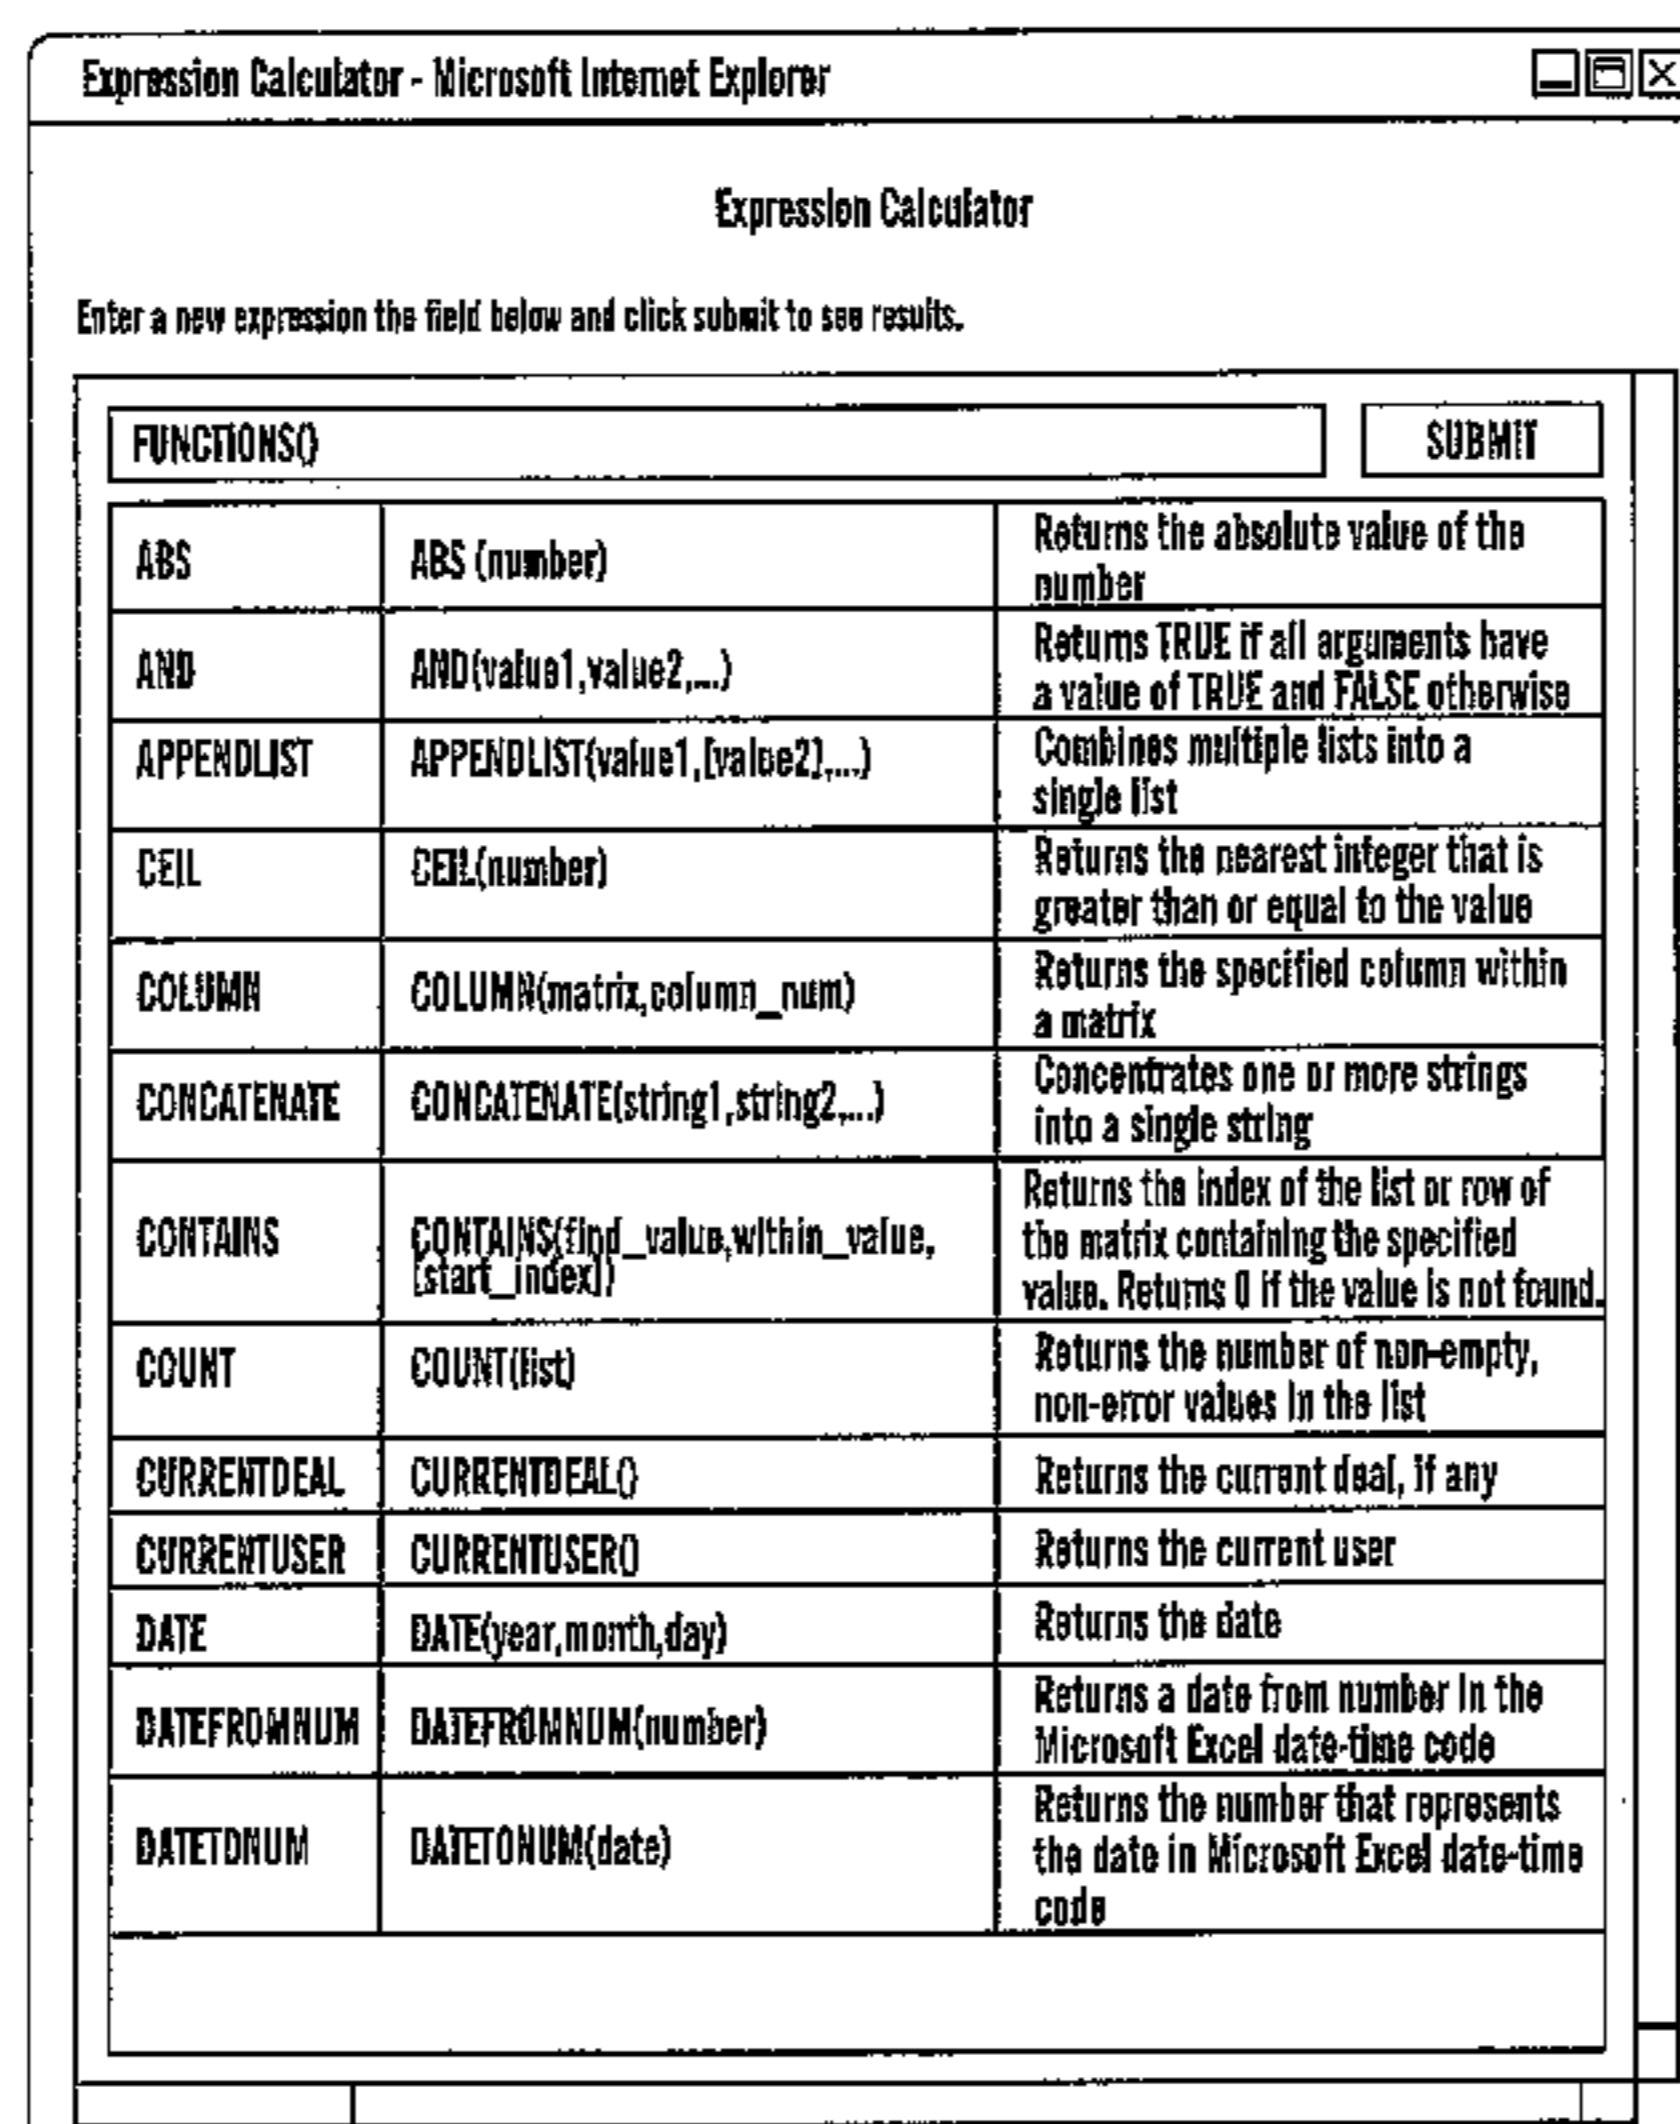 Expression Calculator - Microsoft Internet Explorer
Expression Calculator
Enter a new expression the field below and click submit to see results.
FUNCTIONS()
SUBMIT
ABS
ABS (number)
Returns the absolute value of the
number
AND
AND(value1,value2,...)
Returns TRUE if all arguments have
a value of TRUE and FALSE otherwise
APPENDLIST
APPENDLIST(value1,[value2],...)
Combines multiple lists into a
single list
CEIL
CEIL(number)
Returns the nearest integer that is
greater than or equal to the value
COLUMN
COLUMN(matrix,column_num)
Returns the specified column within
a matrix
CONCATENATE
CONCATENATE(string1,string2,...)
Concentrates one or more strings
into a single string
CONTAINS
CONTAINS(find_value,within_value,
[start_index])
Returns the index of the list or row of
the matrix containing the specified
value. Returns 0 if the value is not found.
COUNT
COUNT(list)
Returns the number of non-empty,
non-error values in the list
CURRENTDEAL
CURRENTDEAL()
Returns the current deal, if any
CURRENTUSER
CURRENTUSER()
Returns the current user
DATE
DATE(year,month,day)
Returns the date
DATEFROMNUM
DATEFROMNUM(number)
Returns a date from number in the
Microsoft Excel date-time code
DATETONUM
DATETONUM(date)
Returns the number that represents
the date in Microsoft Excel date-time
code